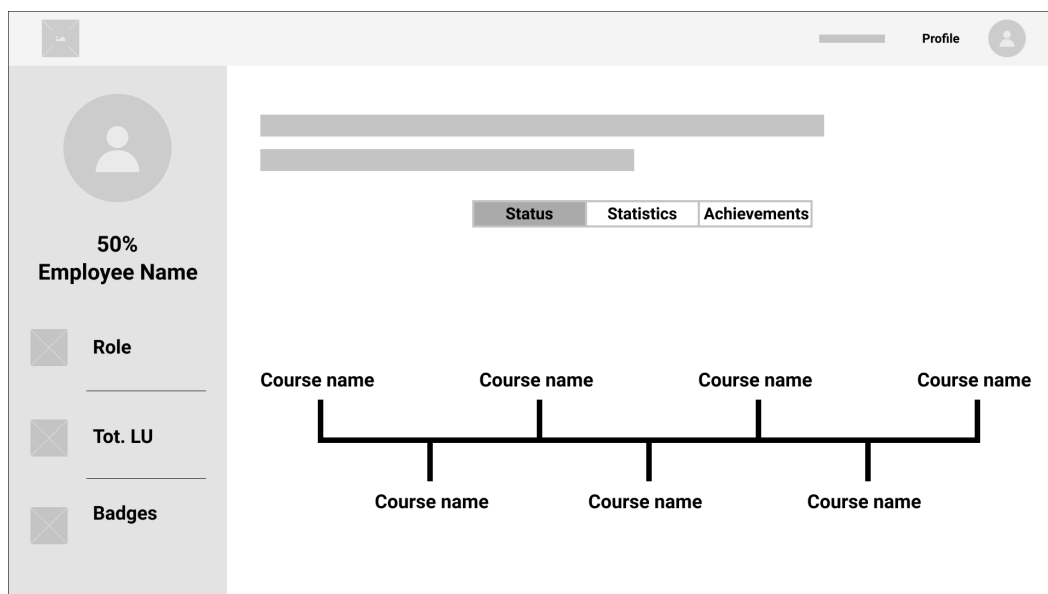 Profile
50%
Employee Name
Role
Tot. LU
Badges
Status Statistics Achievements
Course name Course name Course name Course name
Course name Course name Course name